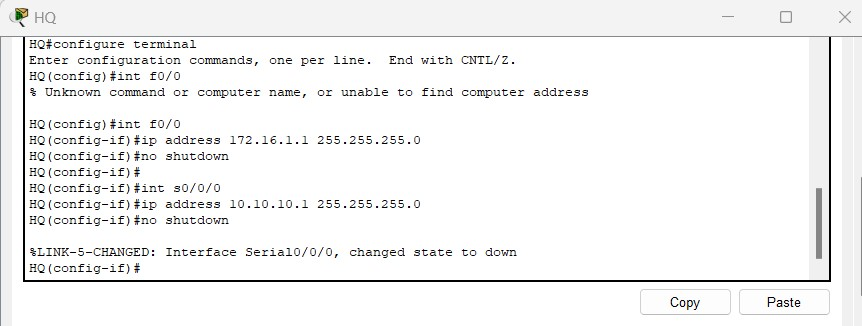 HQ
HQ#configure terminal
Enter configuration commands, one per line.  End with CNTL/Z.
HQ(config)#int f0/0
% Unknown command or computer name, or unable to find computer address

HQ(config)#int f0/0
HQ(config-if)#ip address 172.16.1.1 255.255.255.0
HQ(config-if)#no shutdown
HQ(config-if)#
HQ(config-if)#int s0/0/0
HQ(config-if)#ip address 10.10.10.1 255.255.255.0
HQ(config-if)#no shutdown

%LINK-5-CHANGED: Interface Serial0/0/0, changed state to down
HQ(config-if)#
Copy
Paste